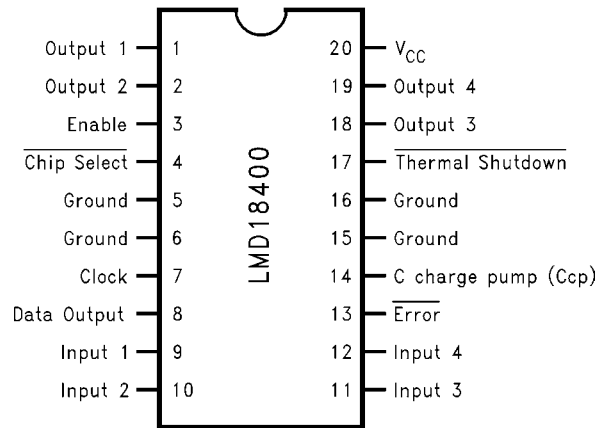 Output 1 1 20 VCC
Output 2 2 19 Output 4
Enable 3 18 Output 3
Chip Select 4 17 Thermal Shutdown
Ground 5 16 Ground
Ground 6 15 Ground
Clock 7 14 C charge pump (Ccp)
Data Output 8 13 Error
Input 1 9 12 Input 4
Input 2 10 11 Input 3
LMD18400